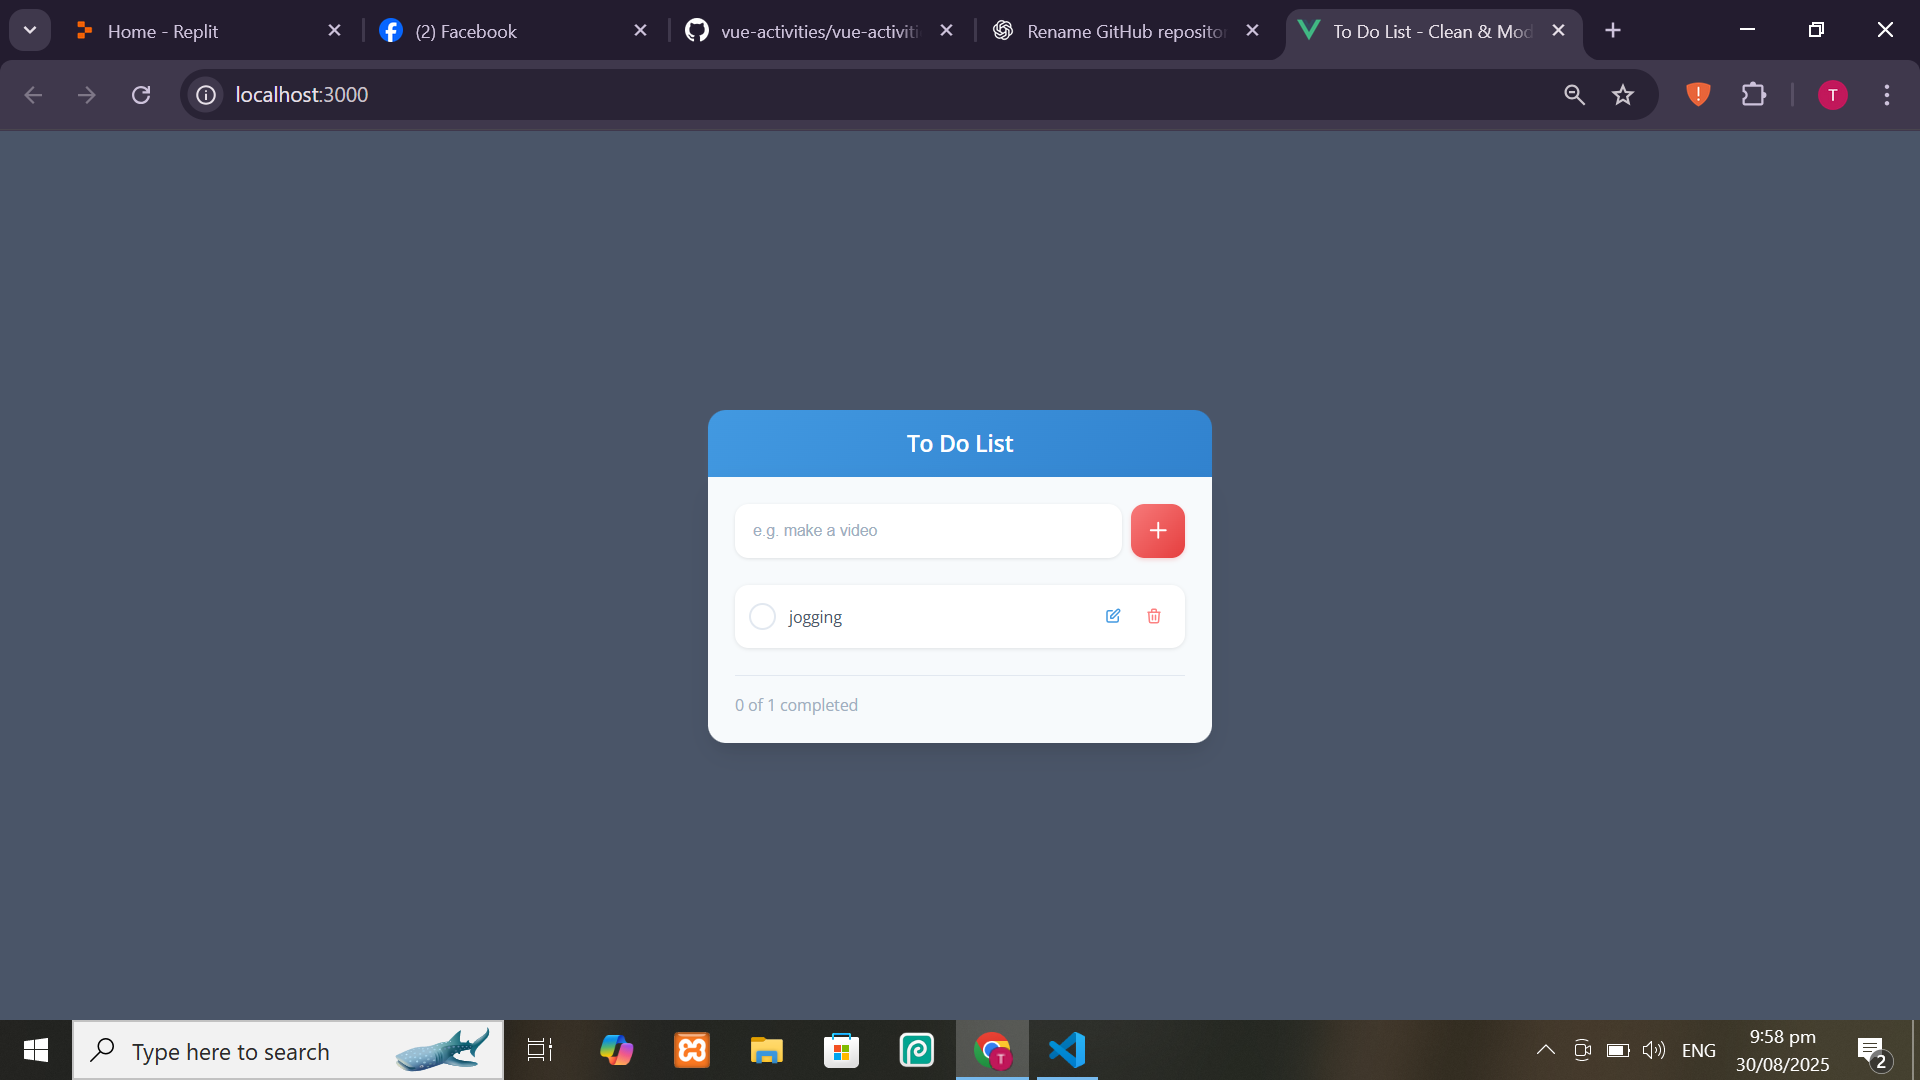 Home - Replit
(2) Facebook
vue-activities/vue-activiti
Rename GitHub repositor
To Do List - Clean & Mod
localhost:3000
T
To Do List
e.g. make a video
jogging
0 of 1 completed
Type here to search
T
ENG
9:58 pm
30/08/2025
2